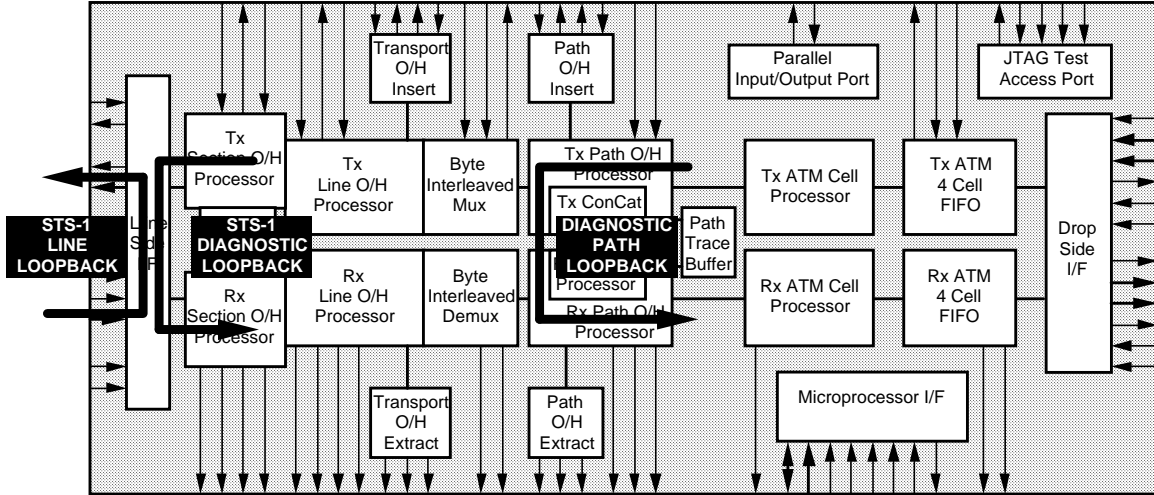 Transport
O/H
Insert
Path
O/H
Insert
Parallel
Input/Output Port
JTAG Test
Access Port
Tx
Section O/H
Processor
Tx
Line O/H
Processor
Byte
Interleaved
Mux
Tx Path O/H
Processor
Tx ConCat
Tx ATM Cell
Processor
Tx ATM
4 Cell
FIFO
STS-1
LINE
LOOPBACK
Line
Side
STS-1
DIAGNOSTIC
LOOPBACK
DIAGNOSTIC
PATH
LOOPBACK
Path
Trace
Buffer
Drop
Side
I/F
Rx
Section O/H
Processor
Rx
Line O/H
Processor
Byte
Interleaved
Demux
Processor
Rx Path O/H
Processor
Rx ATM Cell
Processor
Rx ATM
4 Cell
FIFO
Transport
O/H
Extract
Path
O/H
Extract
Microprocessor I/F